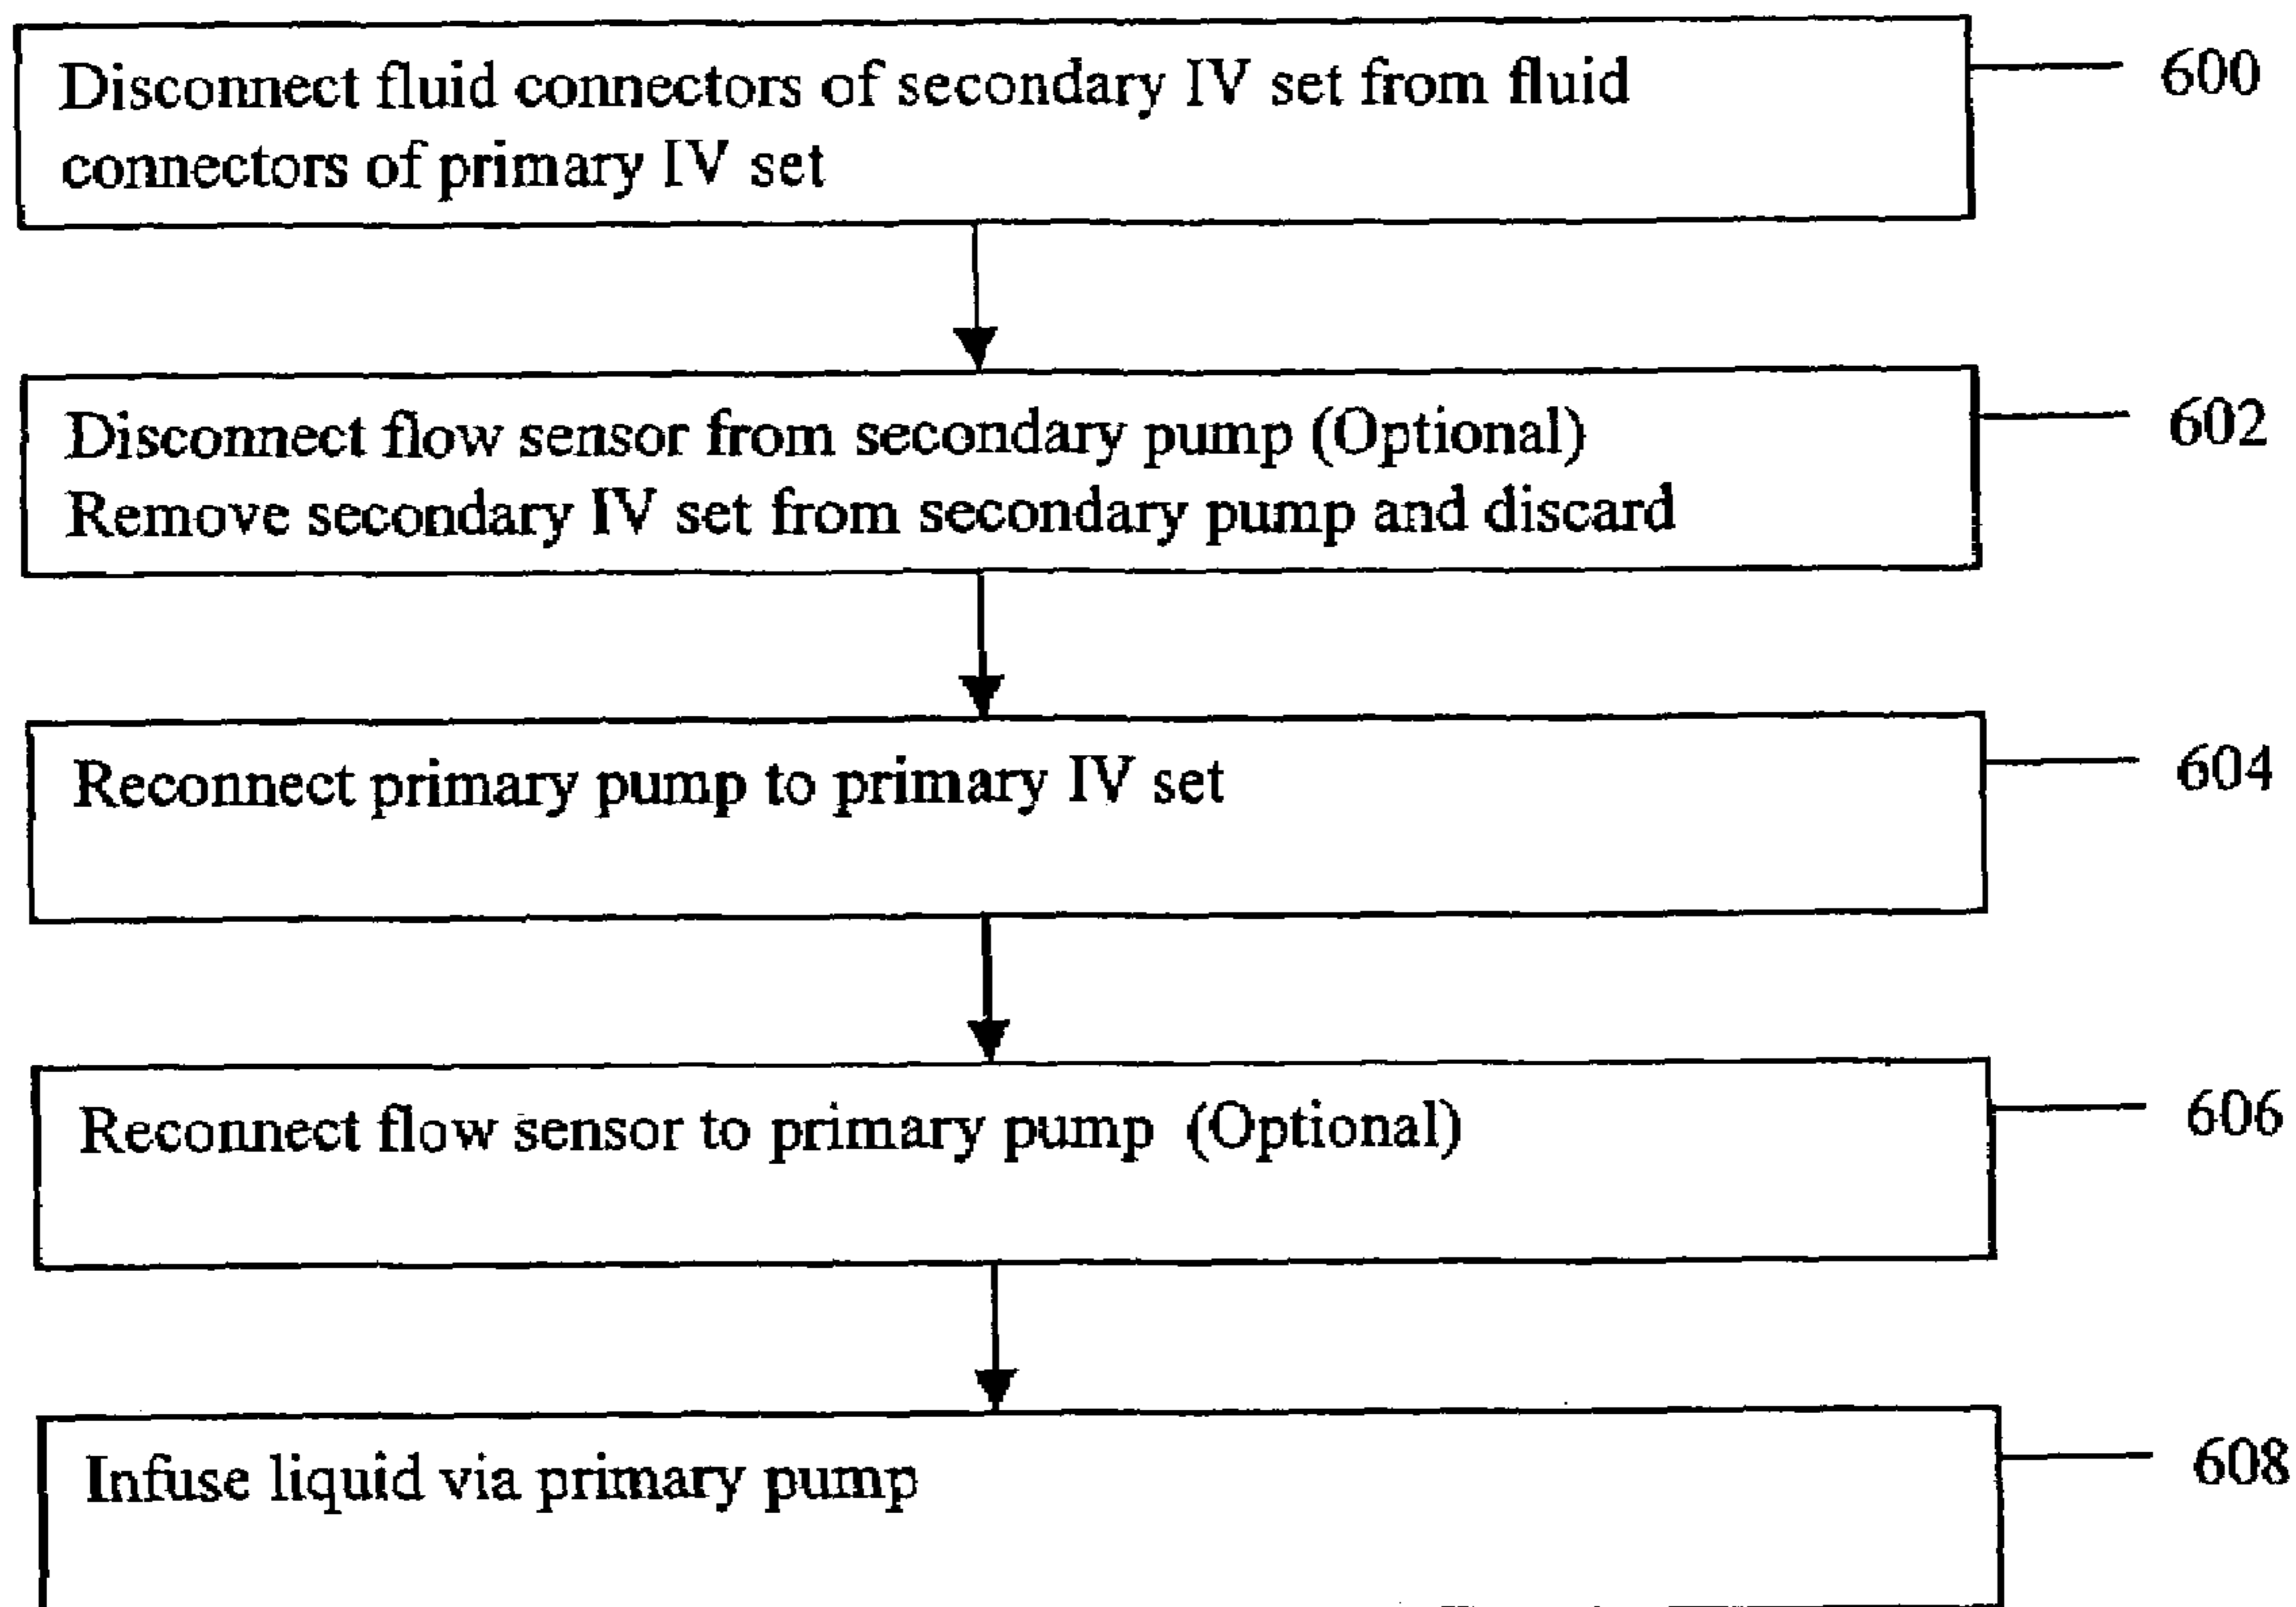 Disconnect fluid connectors of secondary IV set from fluid
connectors of primary IV set
600
Disconnect flow sensor from secondary pump (Optional)
Remove secondary IV set from secondary pump and discard
602
Reconnect primary pump to primary IV set
604
Reconnect flow sensor to primary pump (Optional)
606
Infuse liquid via primary pump
608